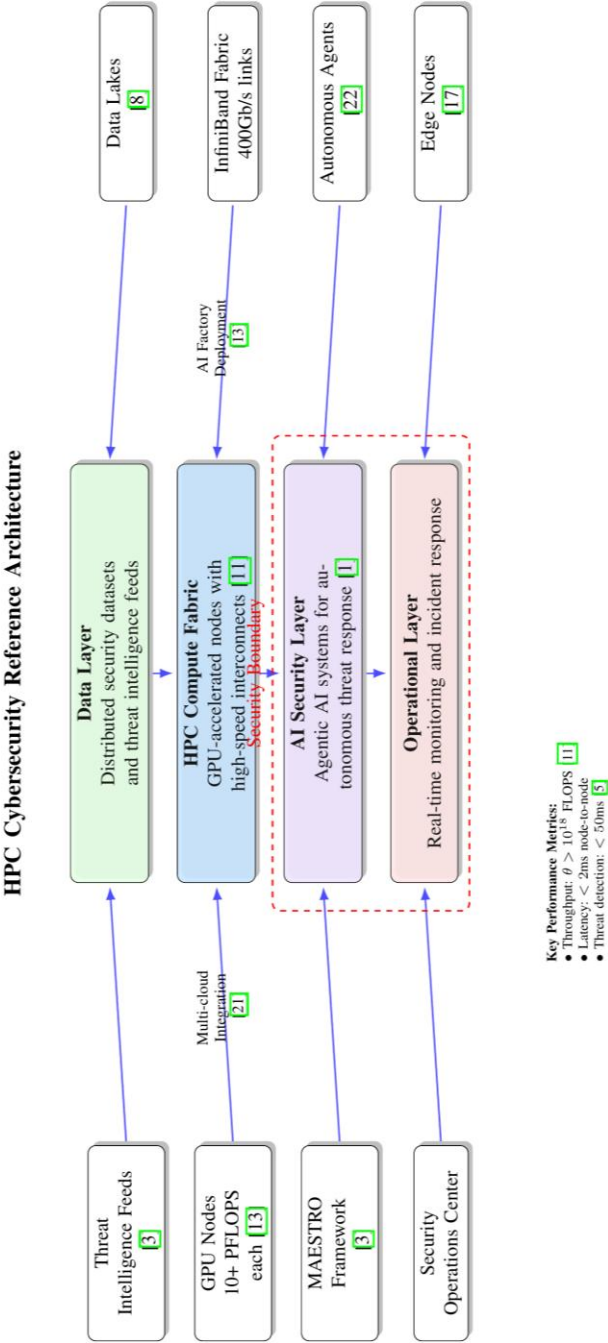 HPC Cybersecurity Reference Architecture
Threat
Intelligence Feeds
[3]
Data Layer
Distributed security datasets
and threat intelligence feeds
Data Lakes
[8]
GPU Nodes
10+ PFLOPS
each [13]
Multi-cloud
Integration
[21]
HPC Compute Fabric
GPU-accelerated nodes with
high-speed interconnects [11]
Security Boundary
AI Factory
Deployment
[13]
InfiniBand Fabric
400Gb/s links
MAESTRO
Framework
[3]
AI Security Layer
Agentic AI systems for au-
tonomous threat response [1]
Autonomous Agents
[22]
Security
Operations Center
Operational Layer
Real-time monitoring and incident response
Edge Nodes
[17]
Key Performance Metrics:
• Throughput: θ > 10¹⁸ FLOPS [11]
• Latency: < 2ms node-to-node
• Threat detection: < 50ms [5]